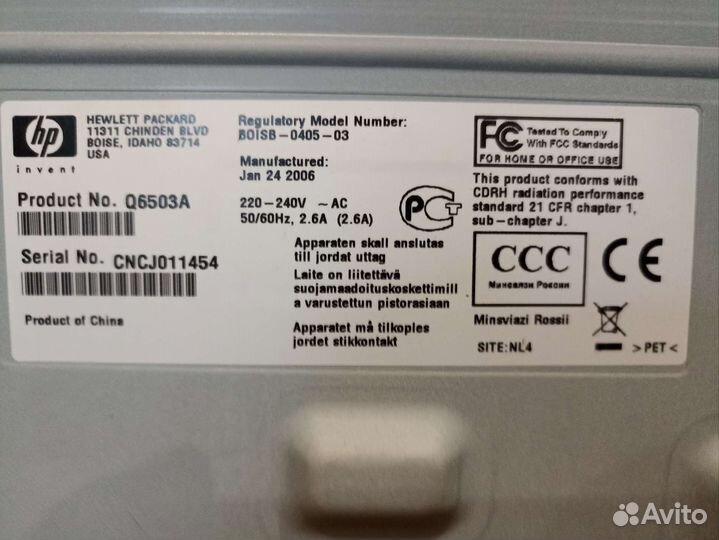 hp
invent
HEWLETT PACKARD
11311 CHINDEN BLVD
BOISE, IDAHO 83714
USA
Product No. Q6503A
Serial No. CNCJ011454
Product of China
Regulatory Model Number:
BOISB-0405-03
Manufactured:
Jan 24 2006
220-240V ~ AC
50/60Hz, 2.6A (2.6A)
РСТ
Apparaten skall anslutas
till jordat uttag
Laite on liitettävä
suojamaadoituskoskettimill
a varustettun pistorasiaan
Apparatet må tilkoples
jordet stikkontakt
FC Tested To Comply
With FCC Standards
FOR HOME OR OFFICE USE
This product conforms with
CDRH radiation performance
standard 21 CFR chapter 1,
sub-chapter J.
ССС
Минсвязи России
CE
Minsviazi Rossii
SITE:NL4
>PET<
Avito